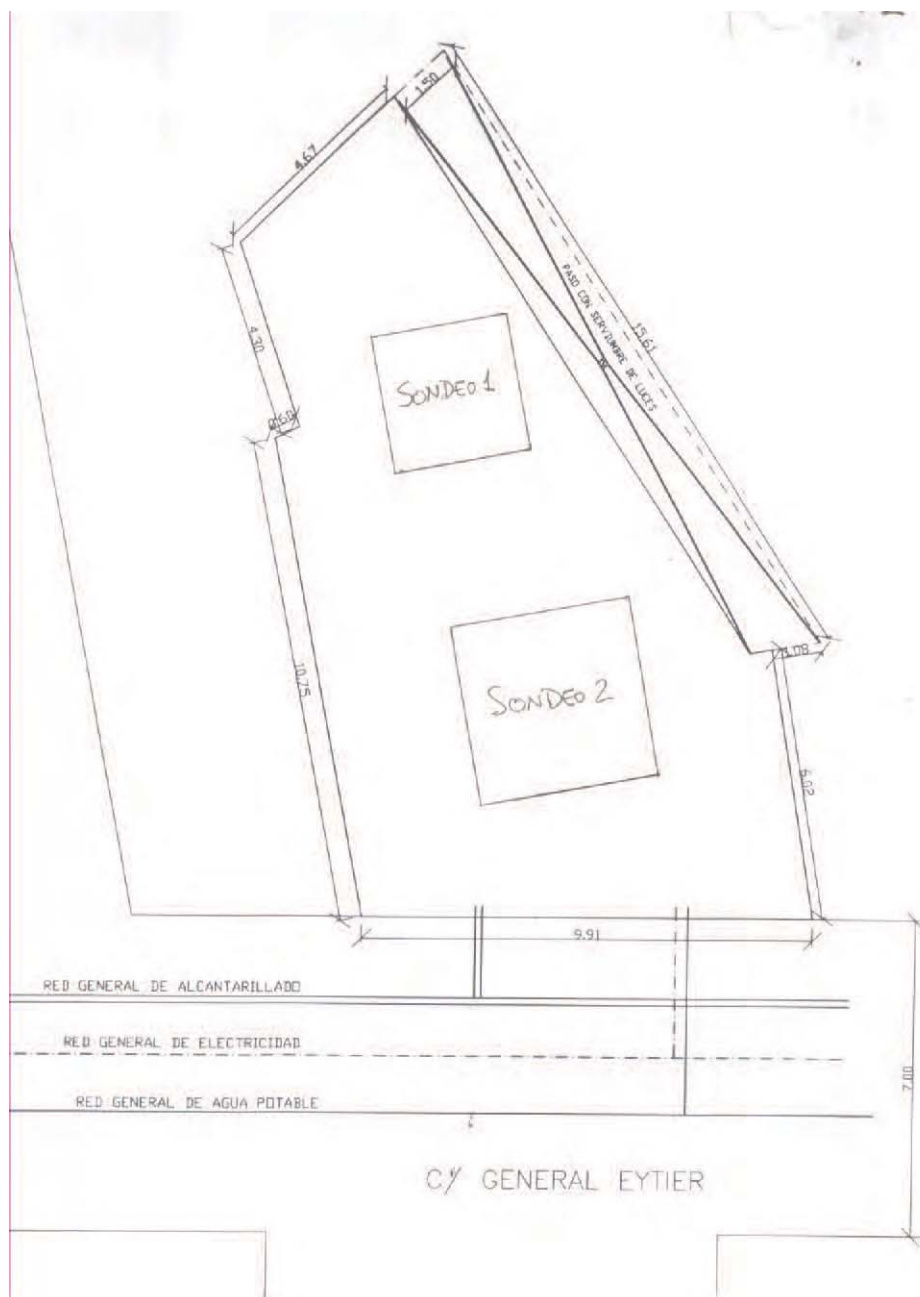 1.50
4.67
PASO CON SERVIUMBRE DE LUCES
15.61
4.30
SONDEO 1
0.60
SONDEO 2
10.75
1.08
6.02
9.91
RED GENERAL DE ALCANTARILLADO
RED GENERAL DE ELECTRICIDAD
7.00
RED GENERAL DE AGUA POTABLE
C/ GENERAL EYTIER